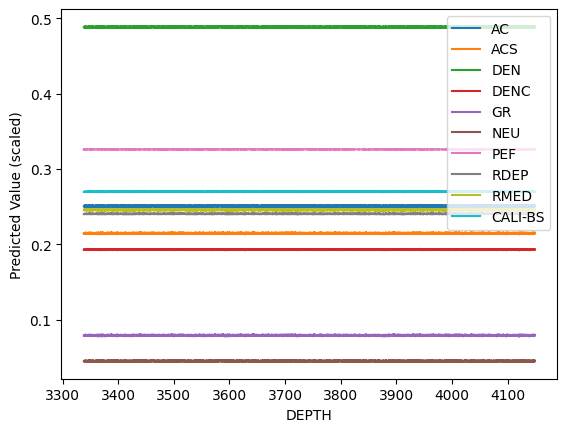 0.5
0.4
0.3
0.2
0.1
Predicted Value (scaled)
3300 3400 3500 3600 3700 3800 3900 4000 4100
DEPTH
AC
ACS
DEN
DENC
GR
NEU
PEF
RDEP
RMED
CALI-BS